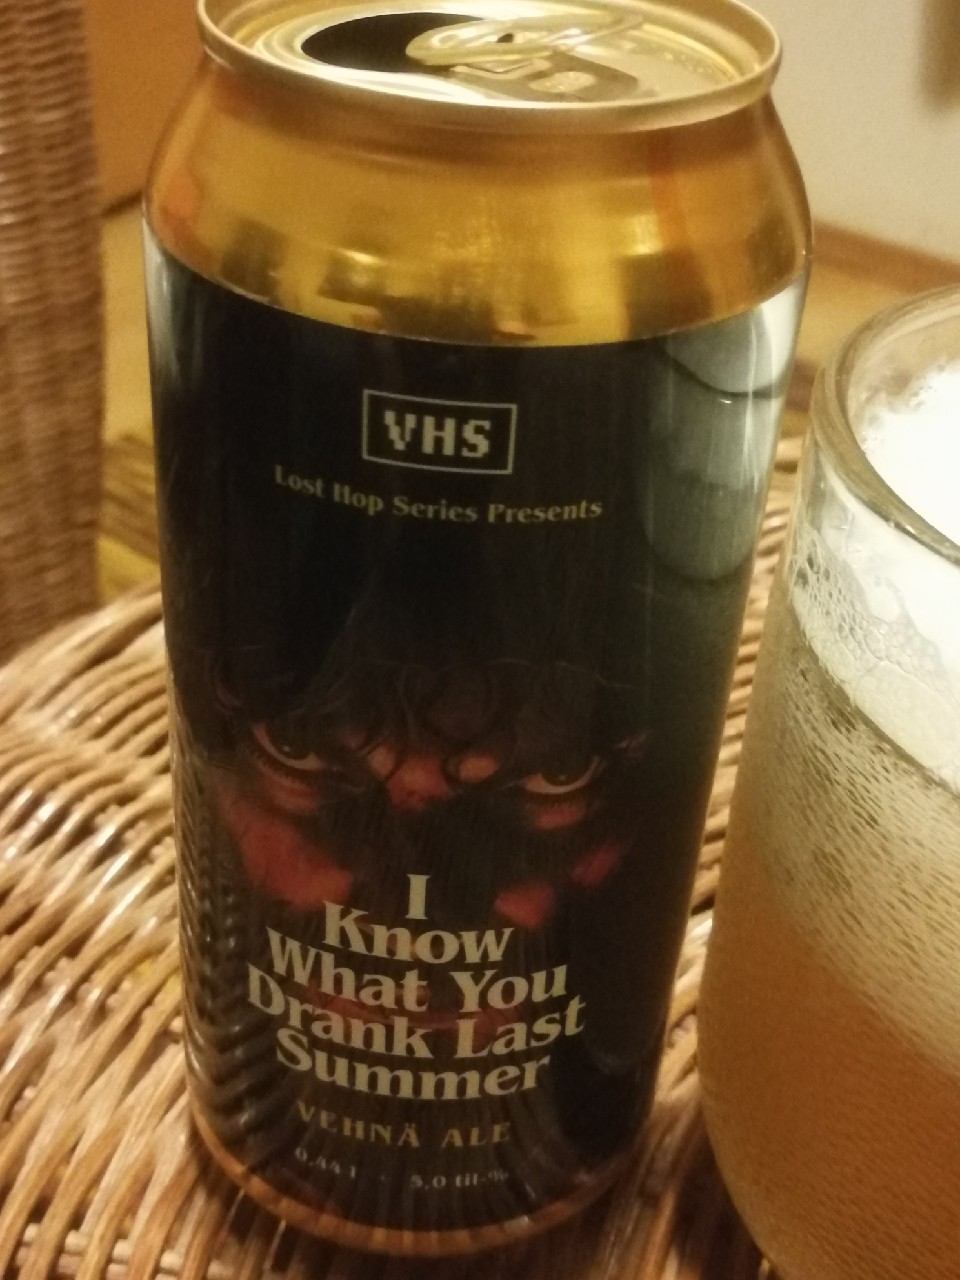 VHS
Lost Hop Series Presents
I
Know
What You
Drank Last
Summer
VEHNÄ ALE
0,44 l · 5,0 til-%